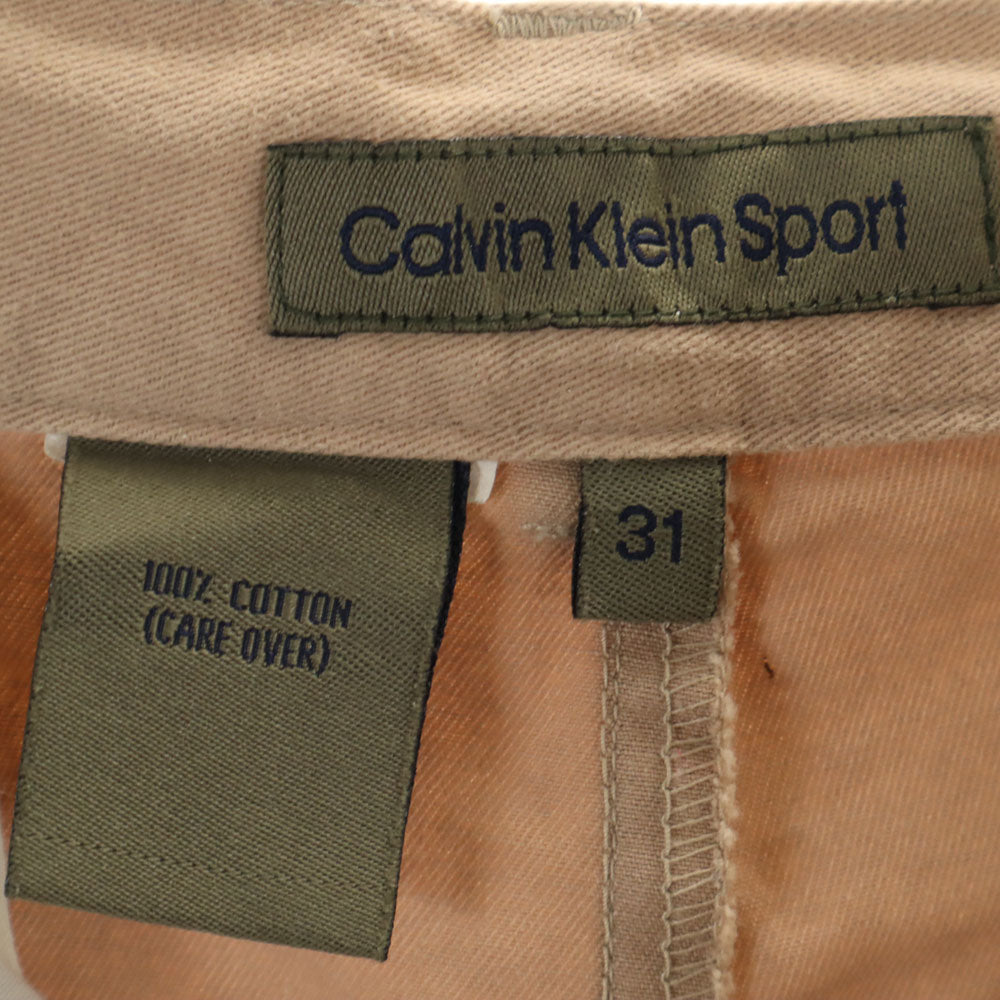 Calvin Klein Sport
31
100% COTTON
(CARE OVER)